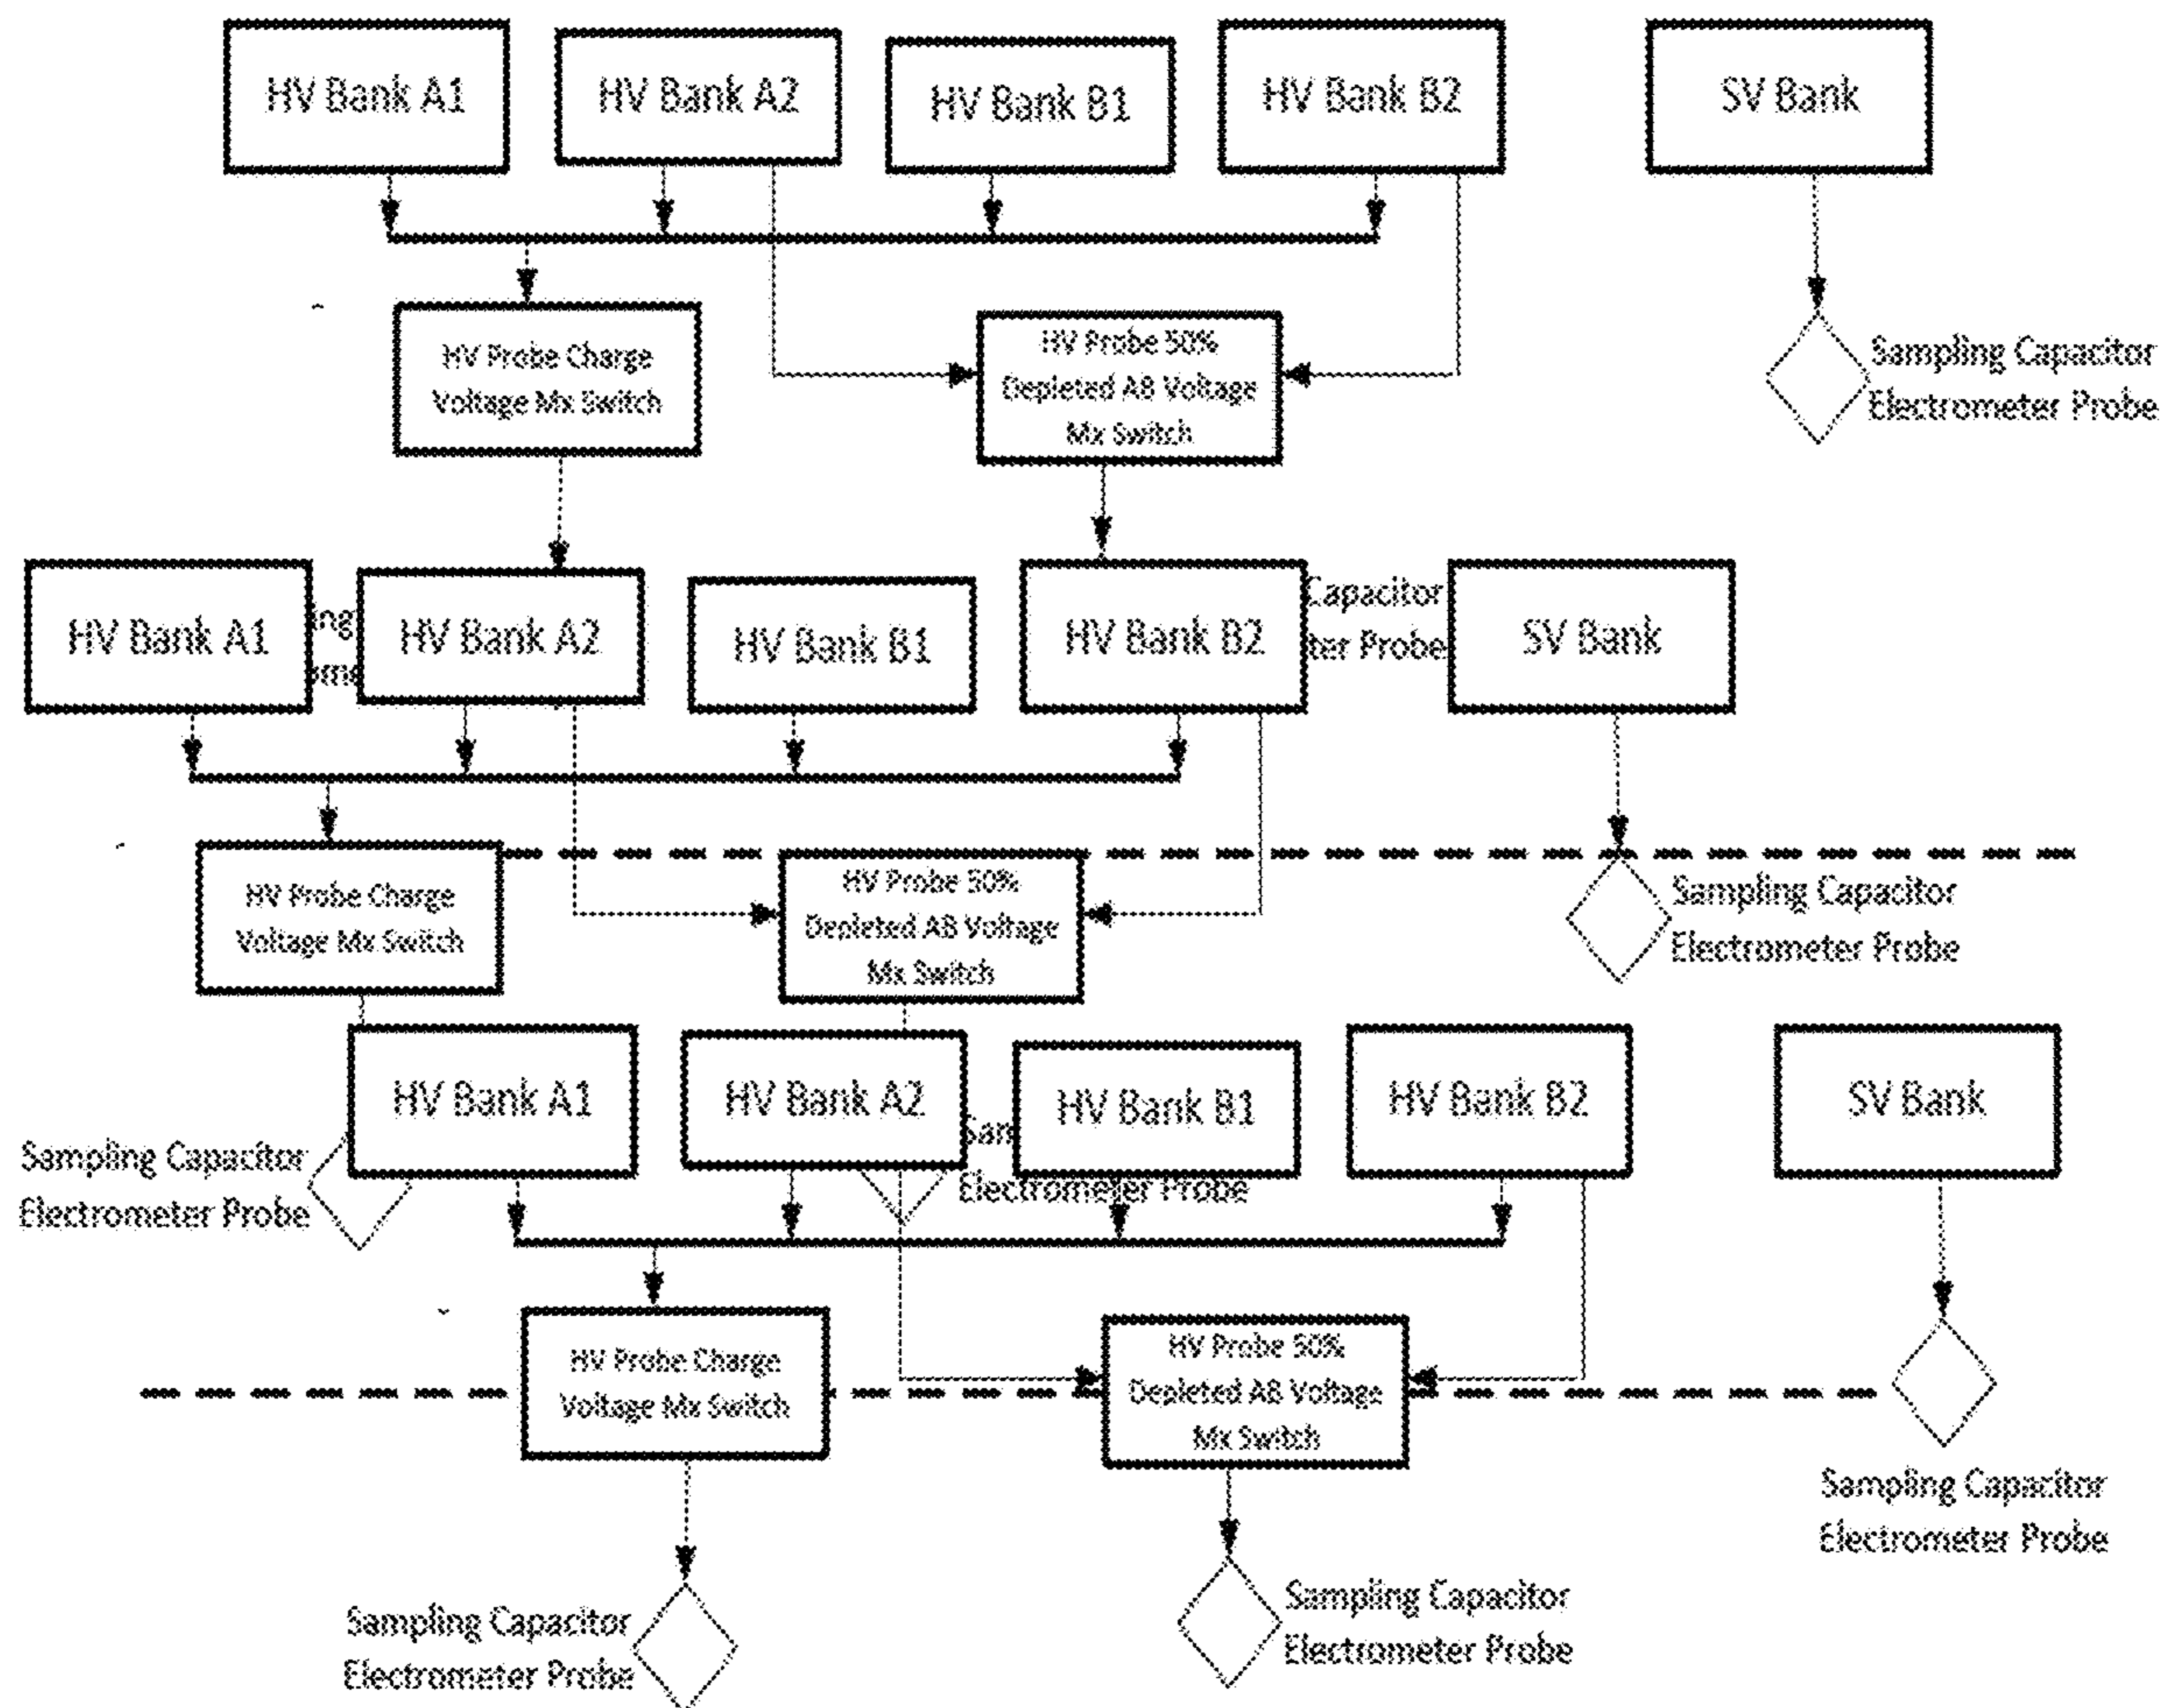 HV Bank A1
HV Bank A2
HV Bank B1
HV Bank B2
SV Bank
HV Probe Charge
Voltage Mx Switch
HV Probe 50%
Depleted AB Voltage
Mx Switch
Sampling Capacitor
Electrometer Probe
HV Bank A1
HV Bank A2
HV Bank B1
HV Bank B2
Capacitor
ter Probe
SV Bank
HV Probe Charge
Voltage Mx Switch
HV Probe 50%
Depleted AB Voltage
Mx Switch
Sampling Capacitor
Electrometer Probe
HV Bank A1
HV Bank A2
HV Bank B1
HV Bank B2
SV Bank
Sampling Capacitor
Electrometer Probe
Sam
Electrometer Probe
HV Probe Charge
Voltage Mx Switch
HV Probe 50%
Depleted AB Voltage
Mx Switch
Sampling Capacitor
Electrometer Probe
Sampling Capacitor
Electrometer Probe
Sampling Capacitor
Electrometer Probe